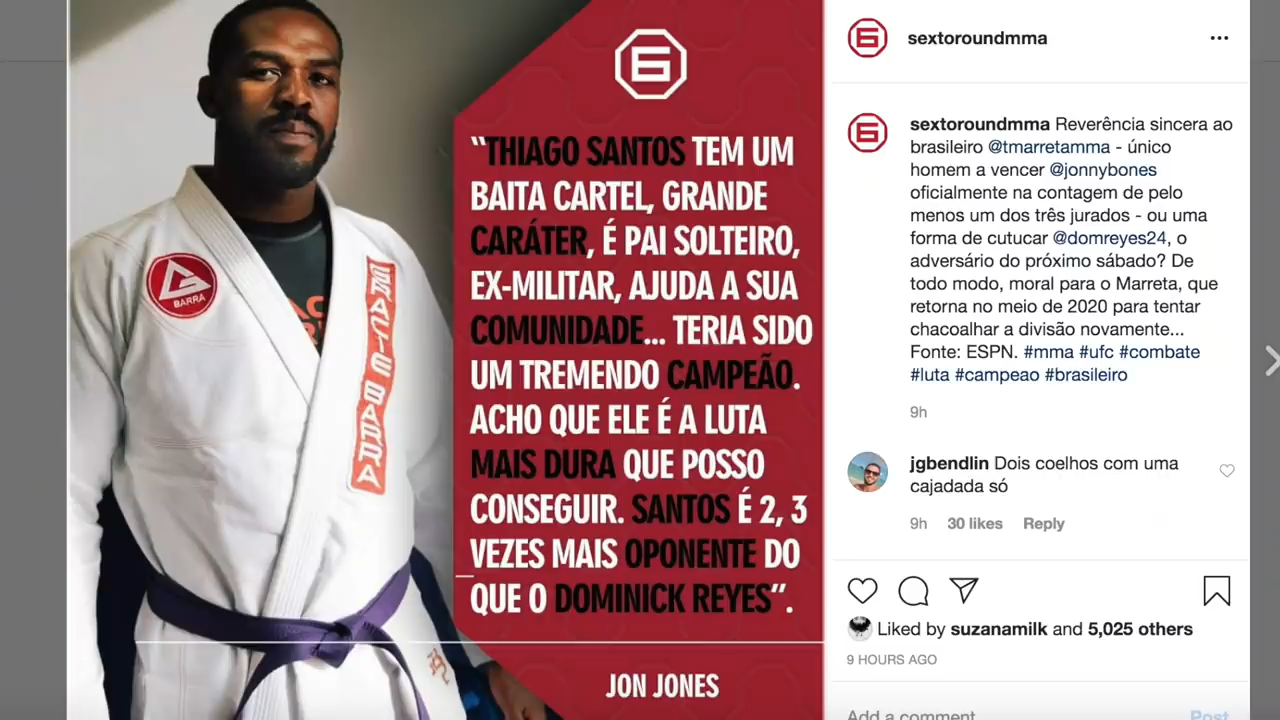 BARRA
GRACIE BARRA
6
“THIAGO SANTOS TEM UM
BAITA CARTEL, GRANDE
CARÁTER, É PAI SOLTEIRO,
EX-MILITAR, AJUDA A SUA
COMUNIDADE... TERIA SIDO
UM TREMENDO CAMPEÃO.
ACHO QUE ELE É A LUTA
MAIS DURA QUE POSSO
CONSEGUIR. SANTOS É 2, 3
VEZES MAIS OPONENTE DO
QUE O DOMINICK REYES”.
JON JONES
6
sextoroundmma
6
sextoroundmma Reverência sincera ao
brasileiro @tmarretamma - único
homem a vencer @jonnybones
oficialmente na contagem de pelo
menos um dos três jurados - ou uma
forma de cutucar @domreyes24, o
adversário do próximo sábado? De
todo modo, moral para o Marreta, que
retorna no meio de 2020 para tentar
chacoalhar a divisão novamente...
Fonte: ESPN. #mma #ufc #combate
#luta #campeao #brasileiro
9h
jgbendlin Dois coelhos com uma
cajadada só
9h 30 likes Reply
Liked by suzanamilk and 5,025 others
9 HOURS AGO
Add a comment... Post